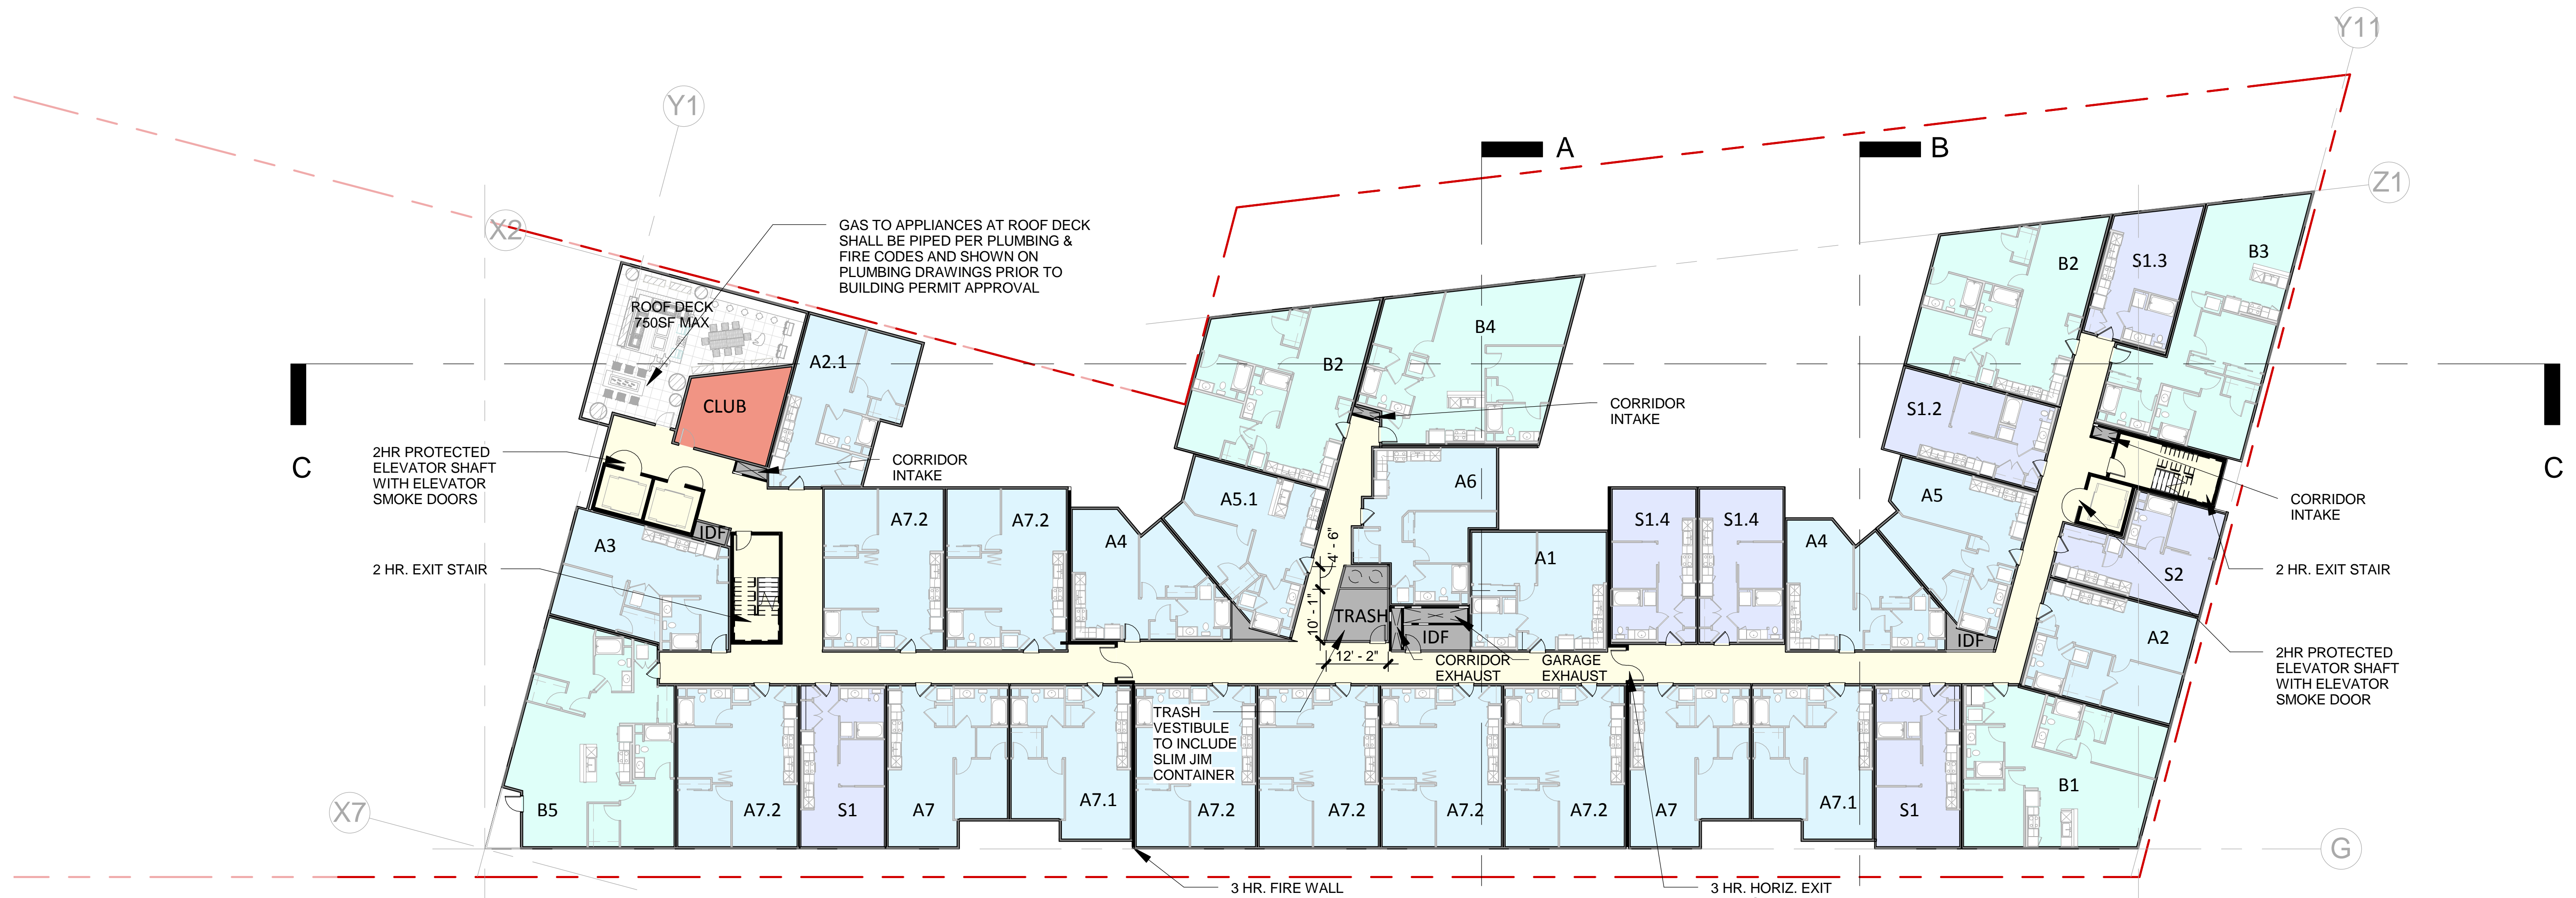 Y11
Y1
A
B
Z1
X2
GAS TO APPLIANCES AT ROOF DECK
SHALL BE PIPED PER PLUMBING &
FIRE CODES AND SHOWN ON
PLUMBING DRAWINGS PRIOR TO
BUILDING PERMIT APPROVAL
ROOF DECK
750SF MAX
B2
S1.3
B3
B4
B2
A2.1
CLUB
S1.2
CORRIDOR
INTAKE
C
C
2HR PROTECTED
ELEVATOR SHAFT
WITH ELEVATOR
SMOKE DOORS
CORRIDOR
INTAKE
A6
A5.1
A5
CORRIDOR
INTAKE
A7.2
A7.2
S1.4
S1.4
IDF
A3
A4
4' - 6"
A1
A4
2 HR. EXIT STAIR
2 HR. EXIT STAIR
S2
10' - 1"
TRASH
IDF
IDF
A2
12' - 2"
CORRIDOR
EXHAUST
GARAGE
EXHAUST
2HR PROTECTED
ELEVATOR SHAFT
WITH ELEVATOR
SMOKE DOOR
TRASH
VESTIBULE
TO INCLUDE
SLIM JIM
CONTAINER
X7
B5
A7.2
S1
A7
A7.1
A7.2
A7.2
A7.2
A7.2
A7
A7.1
S1
B1
G
3 HR. FIRE WALL
3 HR. HORIZ. EXIT